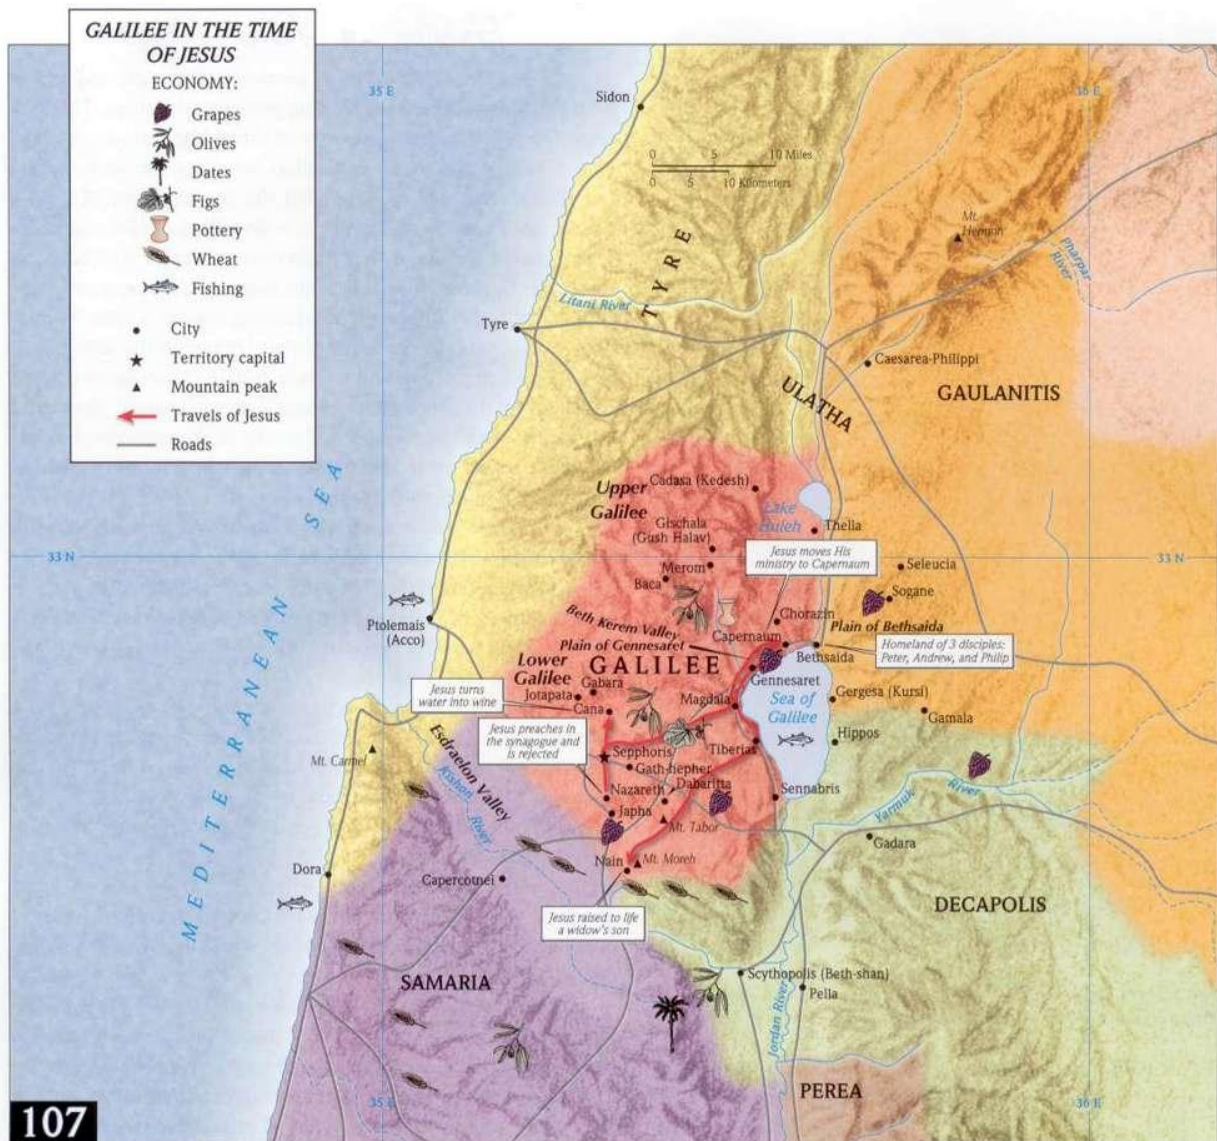 GALILEE IN THE TIME
OF JESUS
ECONOMY:
Grapes
Olives
Dates
Figs
Pottery
Wheat
Fishing
City
Territory capital
Mountain peak
Travels of Jesus
Roads
35 E
36 E
Sidon
0 5 10 Miles
0 5 10 Kilometers
Mt.
Hermon
Pharpar
River
TYRE
Litani River
Tyre
Caesarea-Philippi
ULATHA
GAULANITIS
MEDITERRANEAN SEA
Upper
Galilee
Cadasa (Kedesh)
Lake
Huleh
Thella
Gischala
(Gush Halav)
33 N
33 N
Jesus moves His
ministry to Capernaum
Merom
Baca
Seleucia
Sogane
Ptolemais
(Acco)
Beth Kerem Valley
Chorazin
Plain of Bethsaida
Plain of Gennesaret
Capernaum
Bethsaida
Homeland of 3 disciples:
Peter, Andrew, and Philip
Lower
Galilee
GALILEE
Gennesaret
Jesus turns
water into wine
Gabara
Jotapata
Cana
Magdala
Sea of
Galilee
Gergesa (Kursi)
Gamala
Jesus preaches in
the synagogue and
is rejected
Mt. Carmel
Esdraelon Valley
Kishon
River
Sepphoris
Tiberias
Hippos
Gath-hepher
Nazareth
Dabaritta
Sennabris
Yarmuk
River
Japha
Mt. Tabor
Gadara
Nain
Mt. Moreh
Dora
Capercotnei
Jesus raised to life
a widow's son
DECAPOLIS
SAMARIA
Scythopolis (Beth-shan)
Pella
Jordan River
PEREA
35 E
36 E
107